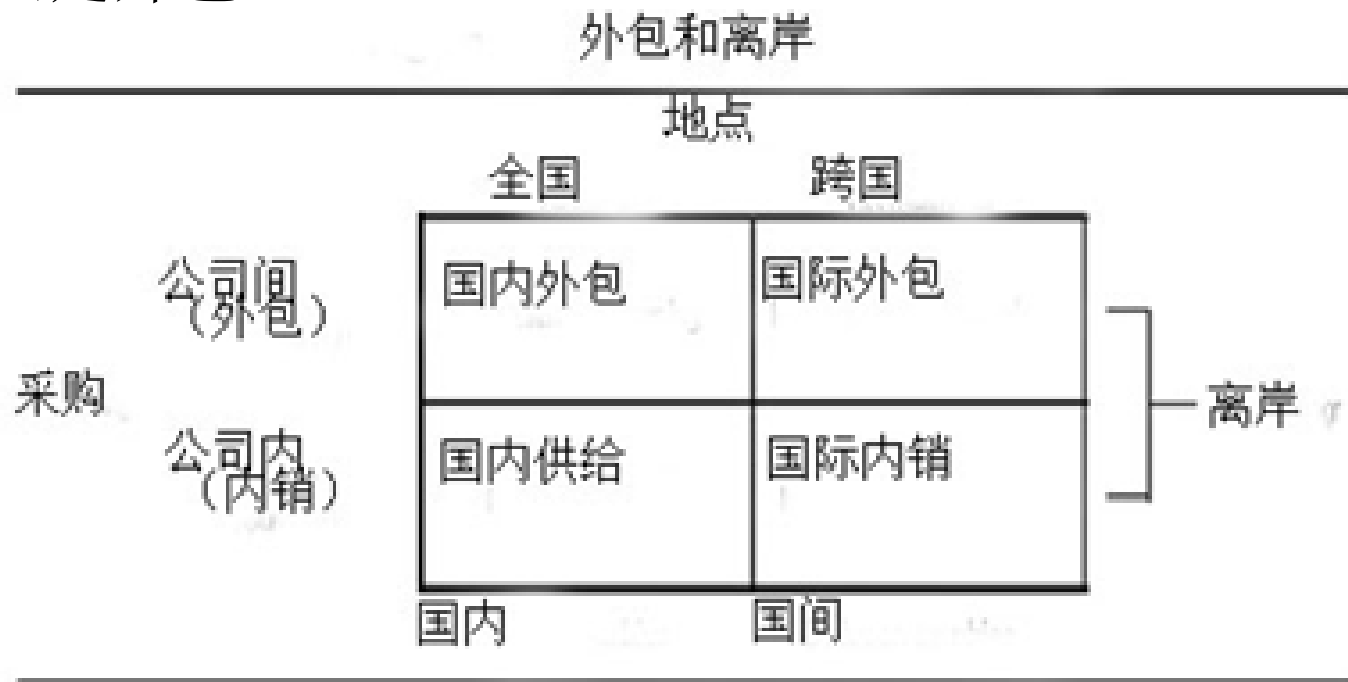 外包和离岸
地点
全国 跨国
公司间
（外包）
国内外包 国际外包
采购
离岸
公司内
（内销）
国内供给 国际内销
国内 国间